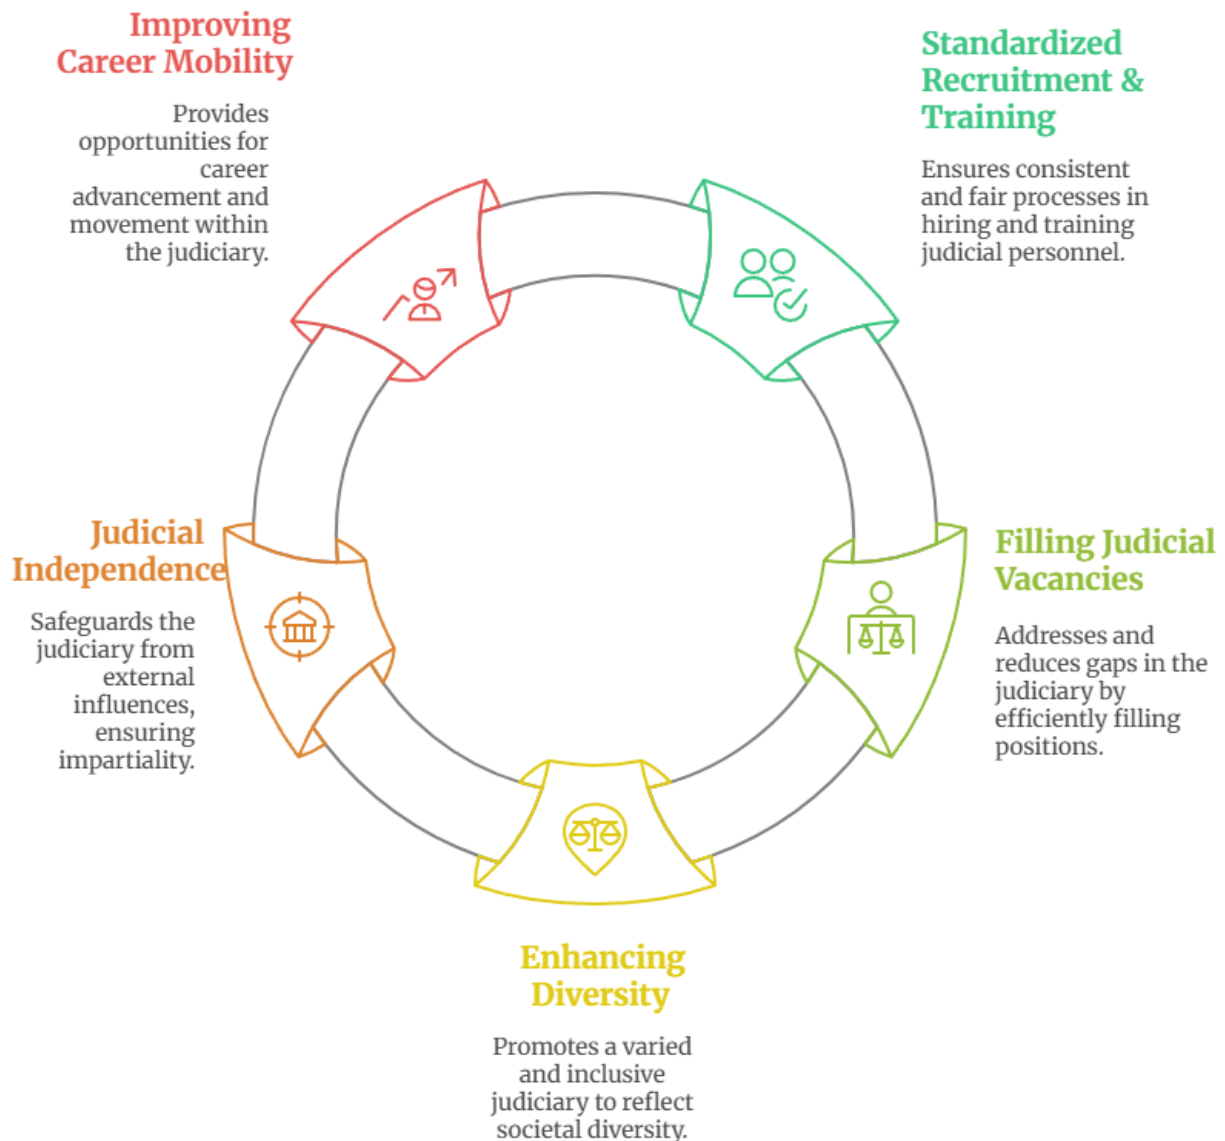 Improving
Career Mobility
Provides
opportunities for
career
advancement and
movement within
the judiciary.
Standardized
Recruitment &
Training
Ensures consistent
and fair processes in
hiring and training
judicial personnel.
Judicial
Independence
Safeguards the
judiciary from
external
influences,
ensuring
impartiality.
Filling Judicial
Vacancies
Addresses and
reduces gaps in the
judiciary by
efficiently filling
positions.
Enhancing
Diversity
Promotes a varied
and inclusive
judiciary to reflect
societal diversity.